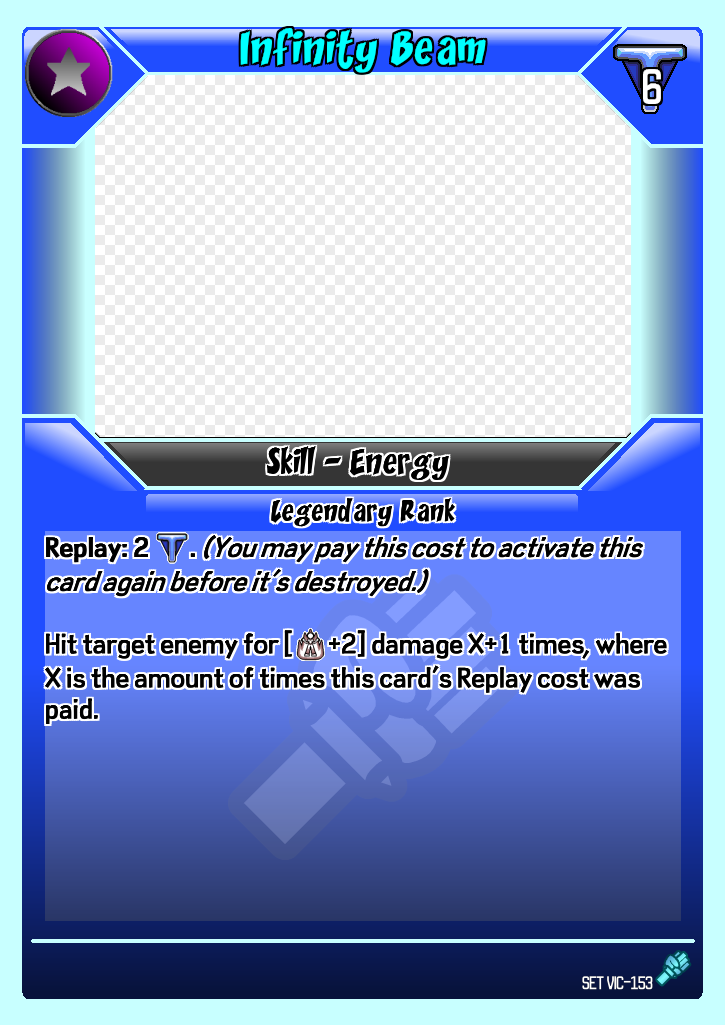 Infinity Beam
6
Skill - Energy
Legendary Rank
Replay: 2 . (You may pay this cost to activate this
card again before it's destroyed.)
Hit target enemy for [ +2] damage X+1 times, where
X is the amount of times this card's Replay cost was
paid.
SET VIC-153